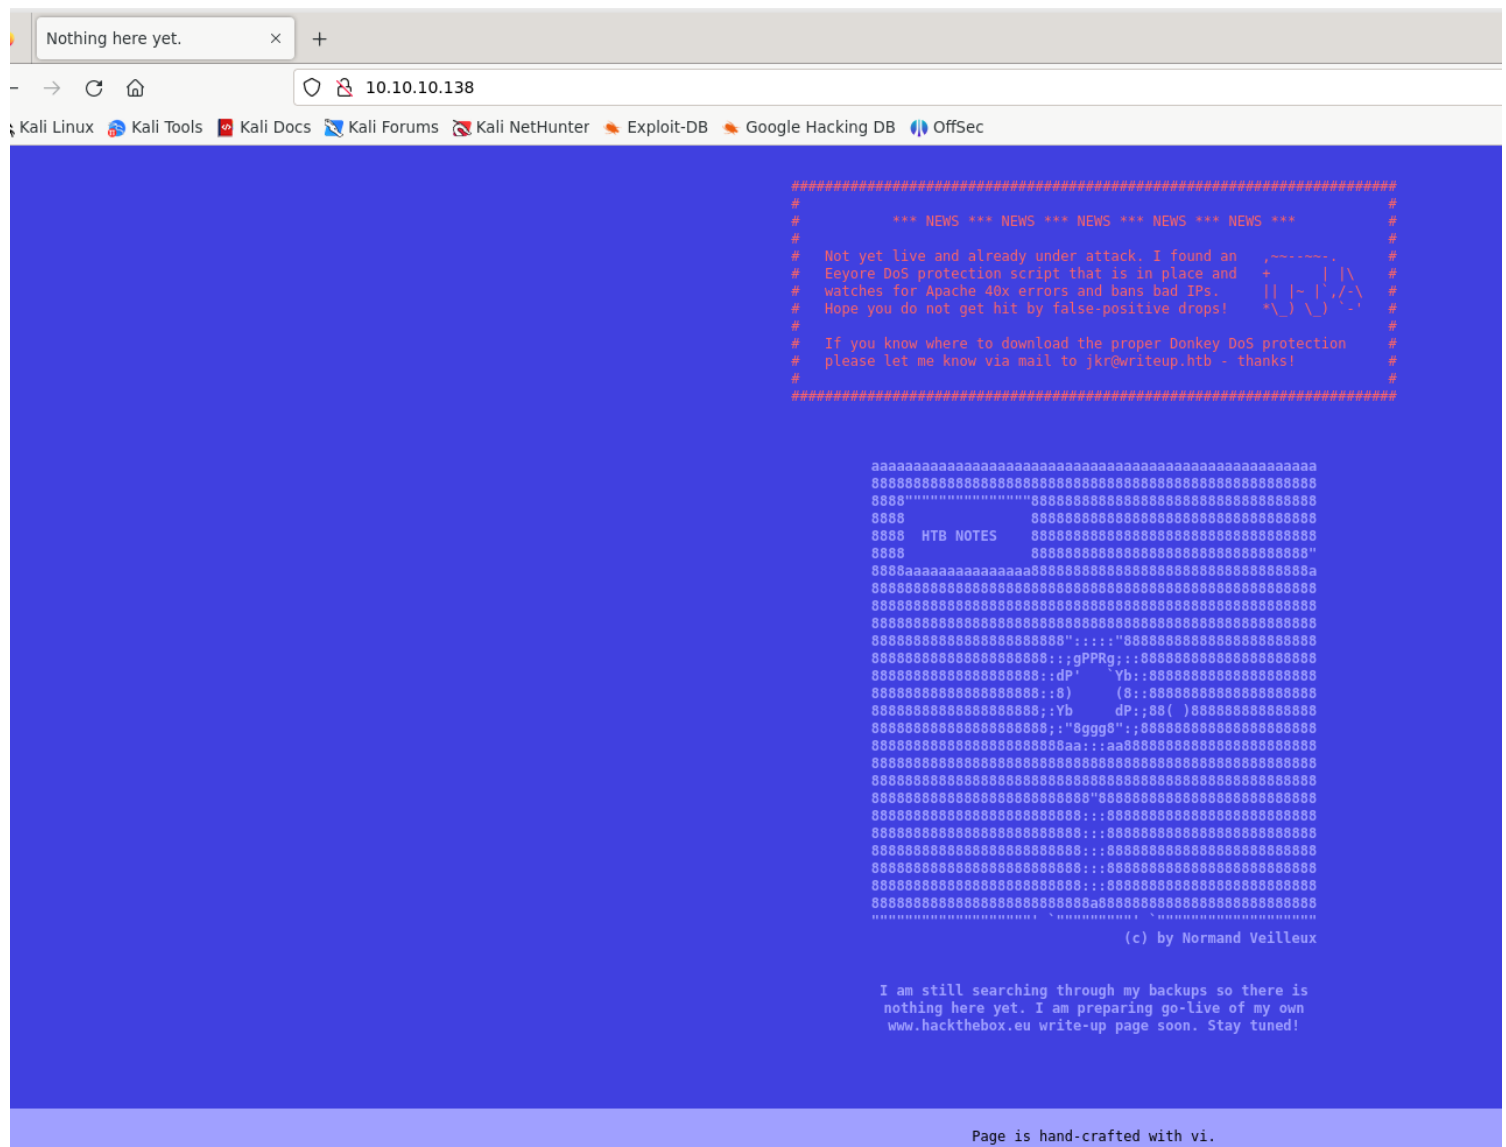 Nothing here yet.
10.10.10.138
Kali Linux Kali Tools Kali Docs Kali Forums Kali NetHunter Exploit-DB Google Hacking DB OffSec
*** NEWS *** NEWS *** NEWS *** NEWS *** NEWS ***
Not yet live and already under attack. I found an
Eeyore DoS protection script that is in place and
watches for Apache 40x errors and bans bad IPs.
Hope you do not get hit by false-positive drops!
If you know where to download the proper Donkey DoS protection
please let me know via mail to jkr@writeup.htb - thanks!
HTB NOTES
(c) by Normand Veilleux
I am still searching through my backups so there is
nothing here yet. I am preparing go-live of my own
www.hackthebox.eu write-up page soon. Stay tuned!
Page is hand-crafted with vi.